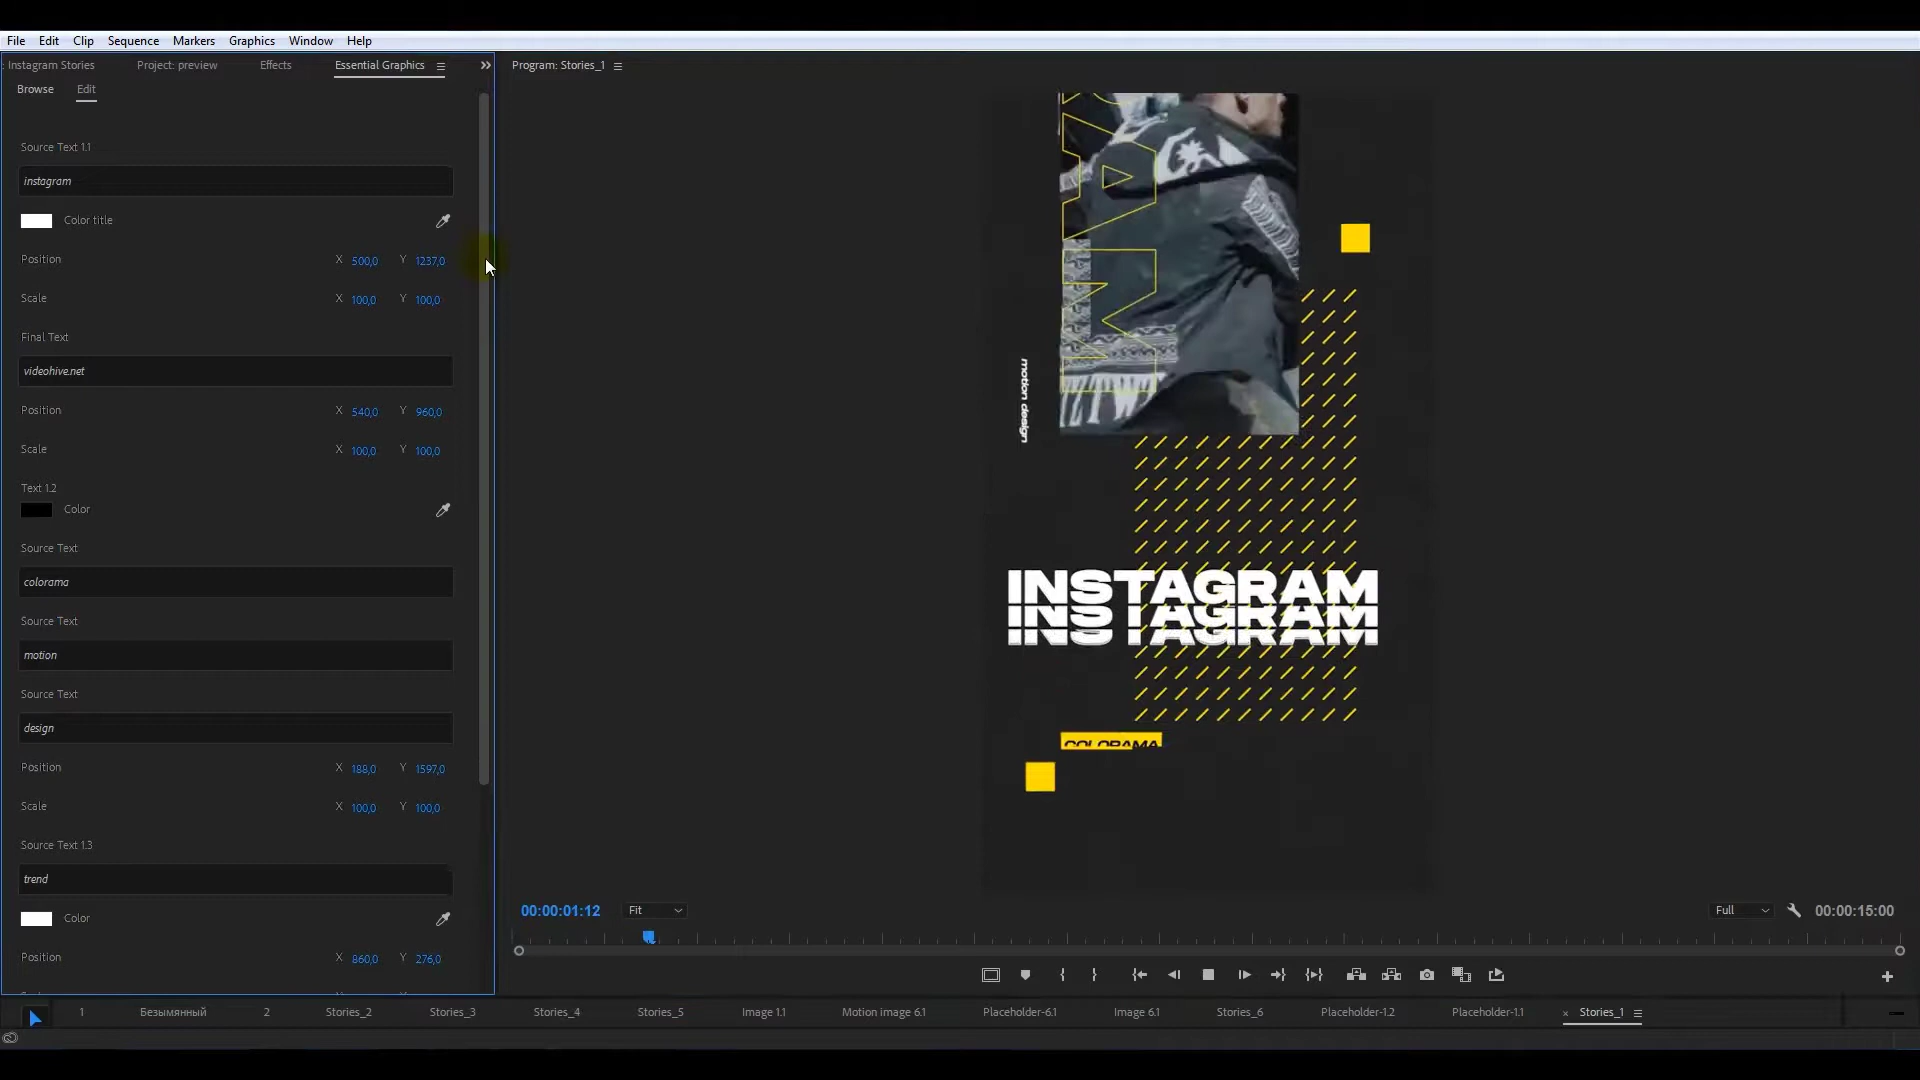 File Edit Clip Sequence Markers Graphics Window Help
: Instagram Stories Project: preview Effects Essential Graphics
Program: Stories_1
Browse Edit
Source Text 1.1
instagram
Color title
Position X 500,0 Y 1237,0
Scale X 100,0 Y 100,0
Final Text
videohive.net
Position X 540,0 Y 960,0
Scale X 100,0 Y 100,0
Text 1.2
Color
Source Text
colorama
Source Text
motion
Source Text
design
Position X 188,0 Y 1597,0
Scale X 100,0 Y 100,0
Source Text 1.3
trend
Color
Position X 860,0 Y 276,0
motion design
INSTAGRAM
INSTAGRAM
INSTAGRAM
COLORAMA
00:00:01:12 Fit Full 00:00:15:00
1 Безымянный 2 Stories_2 Stories_3 Stories_4 Stories_5 Image 1.1 Motion image 6.1 Placeholder-6.1 Image 6.1 Stories_6 Placeholder-1.2 Placeholder-1.1 × Stories_1